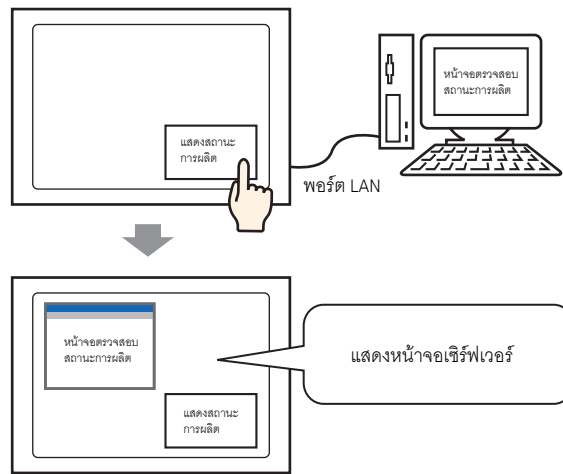 หน้าจอตรวจสอบ
สถานะการผลิต
แสดงสถานะ
การผลิต
พอร์ต LAN
หน้าจอตรวจสอบ
สถานะการผลิต
แสดงหน้าจอเซิร์ฟเวอร์
แสดงสถานะ
การผลิต